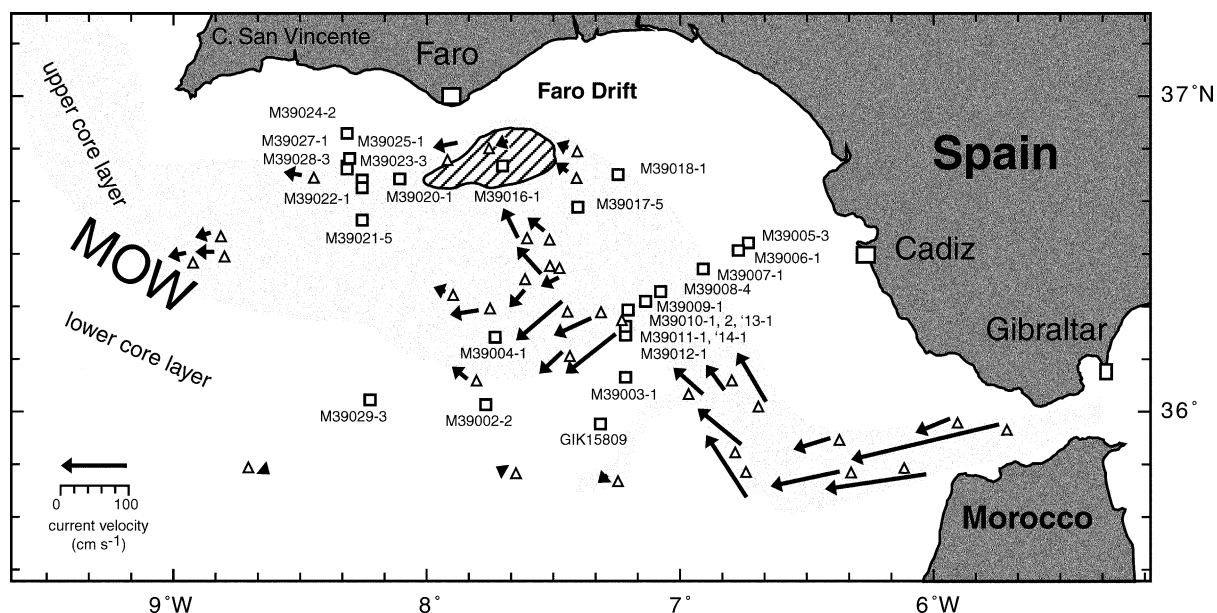 C. San Vincente
Faro
Faro Drift
37˚N
upper core layer
M39024-2
M39027-1
M39025-1
M39028-3
M39023-3
M39022-1
M39020-1
M39016-1
M39018-1
M39017-5
M39021-5
Spain
MOW
M39005-3
M39006-1
M39007-1
M39008-4
M39009-1
M39010-1, 2, ‘13-1
M39011-1, ‘14-1
M39012-1
Cadiz
Gibraltar
lower core layer
M39004-1
M39003-1
M39029-3
M39002-2
GIK15809
36˚
0 100
current velocity
(cm s-1)
Morocco
9˚W
8˚
7˚
6˚W